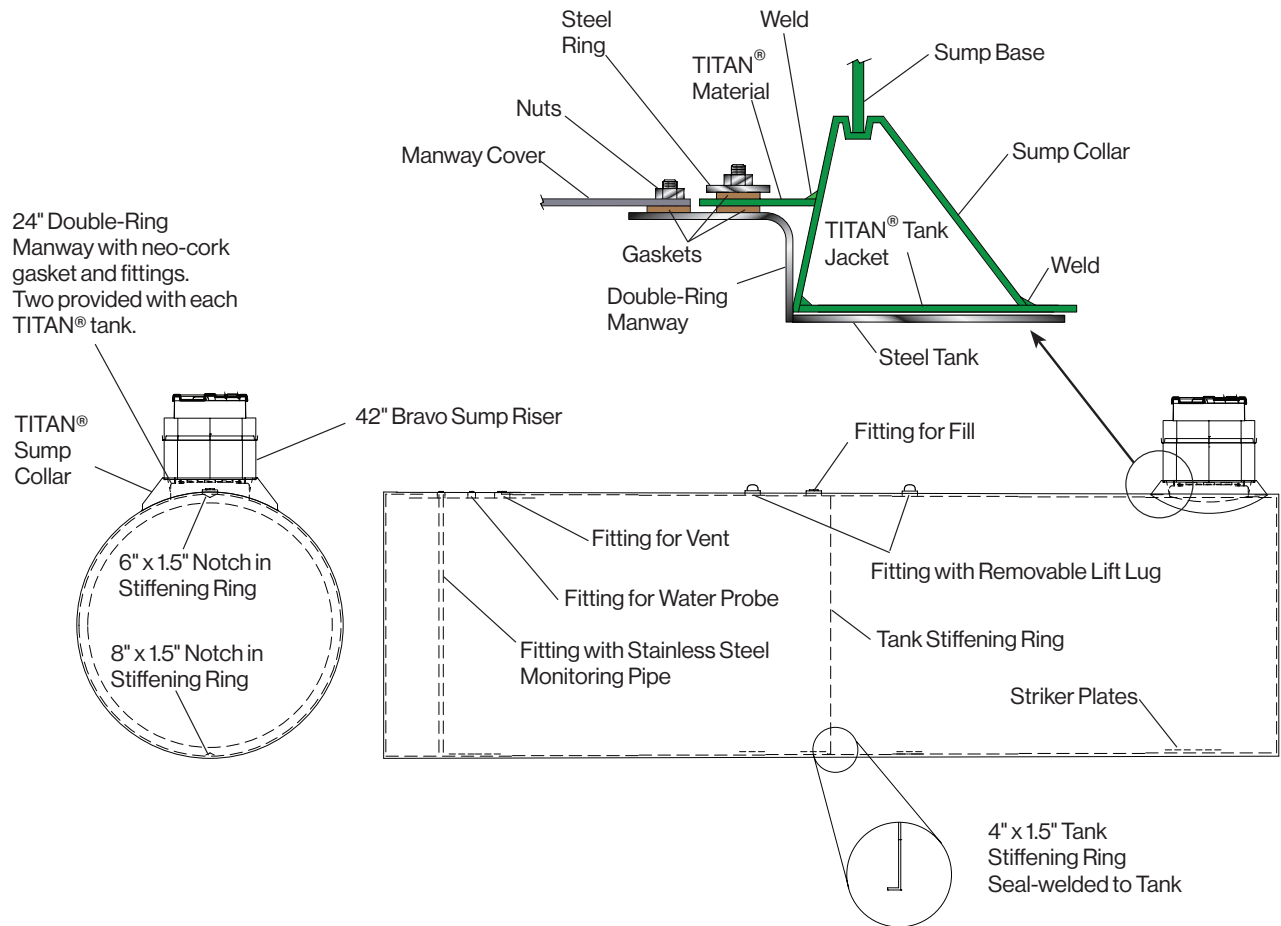 Steel
Ring
Weld
Sump Base
TITAN®
Material
Nuts
Manway Cover
Sump Collar
24" Double-Ring
Manway with neo-cork
gasket and fittings.
Two provided with each
TITAN® tank.
Gaskets
TITAN® Tank
Jacket
Weld
Double-Ring
Manway
Steel Tank
TITAN®
Sump
Collar
42" Bravo Sump Riser
Fitting for Fill
6" x 1.5" Notch in
Stiffening Ring
Fitting for Vent
Fitting with Removable Lift Lug
Fitting for Water Probe
8" x 1.5" Notch in
Stiffening Ring
Fitting with Stainless Steel
Monitoring Pipe
Tank Stiffening Ring
Striker Plates
4" x 1.5" Tank
Stiffening Ring
Seal-welded to Tank